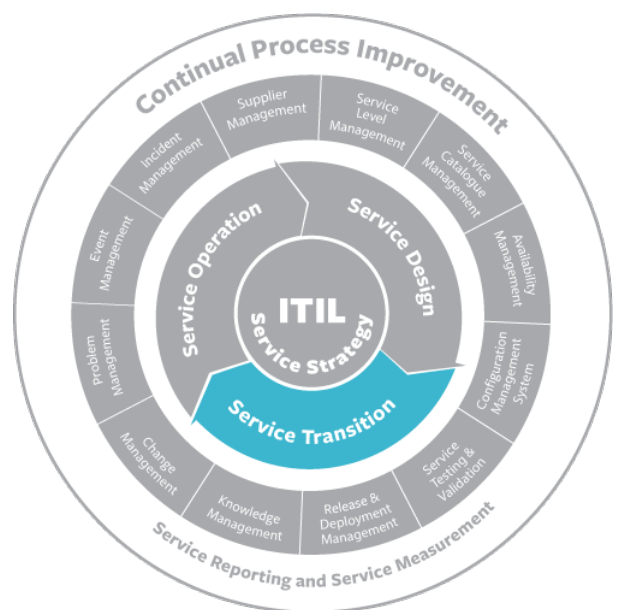 Continual Process Improvement
Supplier
Management
Service
Level
Management
Service
Catalogue
Management
Availability
Management
Configuration
Management
System
Service
Testing &
Validation
Release &
Deployment
Management
Knowledge
Management
Change
Management
Problem
Management
Event
Management
Incident
Management
Service Operation
Service Design
Service Transition
ITIL
Service Strategy
Service Reporting and Service Measurement